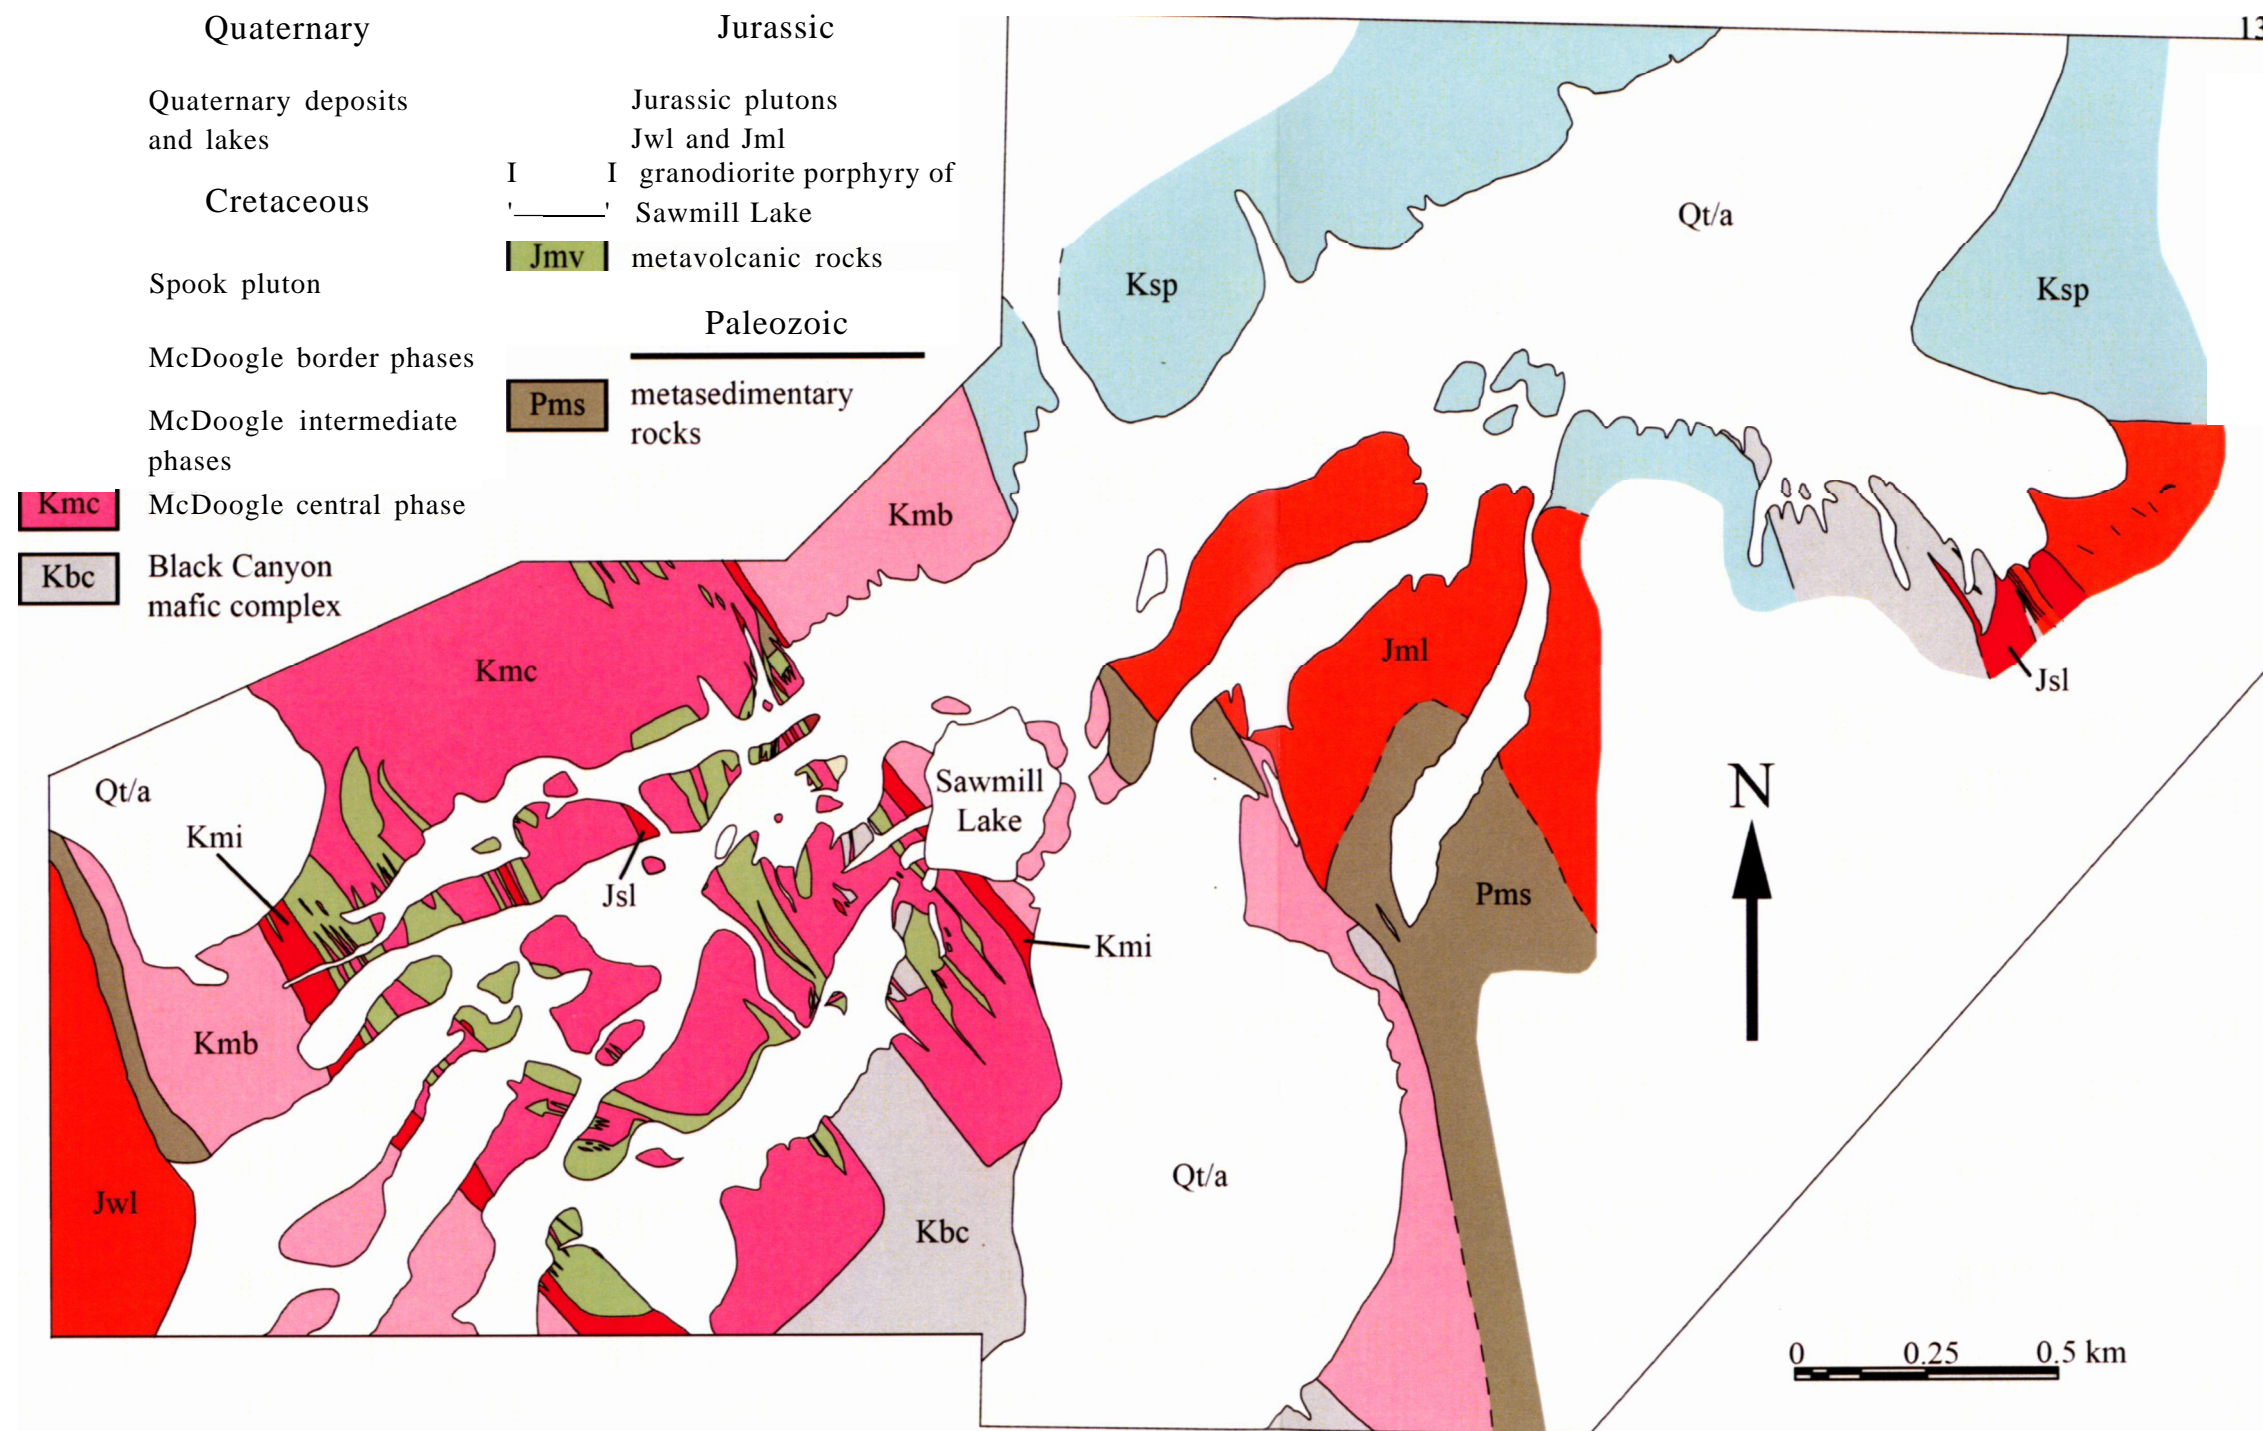 Quaternary
Quaternary deposits
and lakes
Cretaceous
Spook pluton
McDoogle border phases
McDoogle intermediate
phases
Kmc McDoogle central phase
Kbc Black Canyon
mafic complex
Jurassic
Jurassic plutons
Jwl and Jml
I I granodiorite porphyry of
Sawmill Lake
Jmv metavolcanic rocks
Paleozoic
Pms metasedimentary
rocks
13
Qt/a
Ksp
Ksp
Kmb
Kmc
Jml
Jsl
Qt/a
Sawmill
Lake
N
Kmi
Jsl
Pms
Kmi
Kmb
Qt/a
Jwl
Kbc
0 0.25 0.5 km